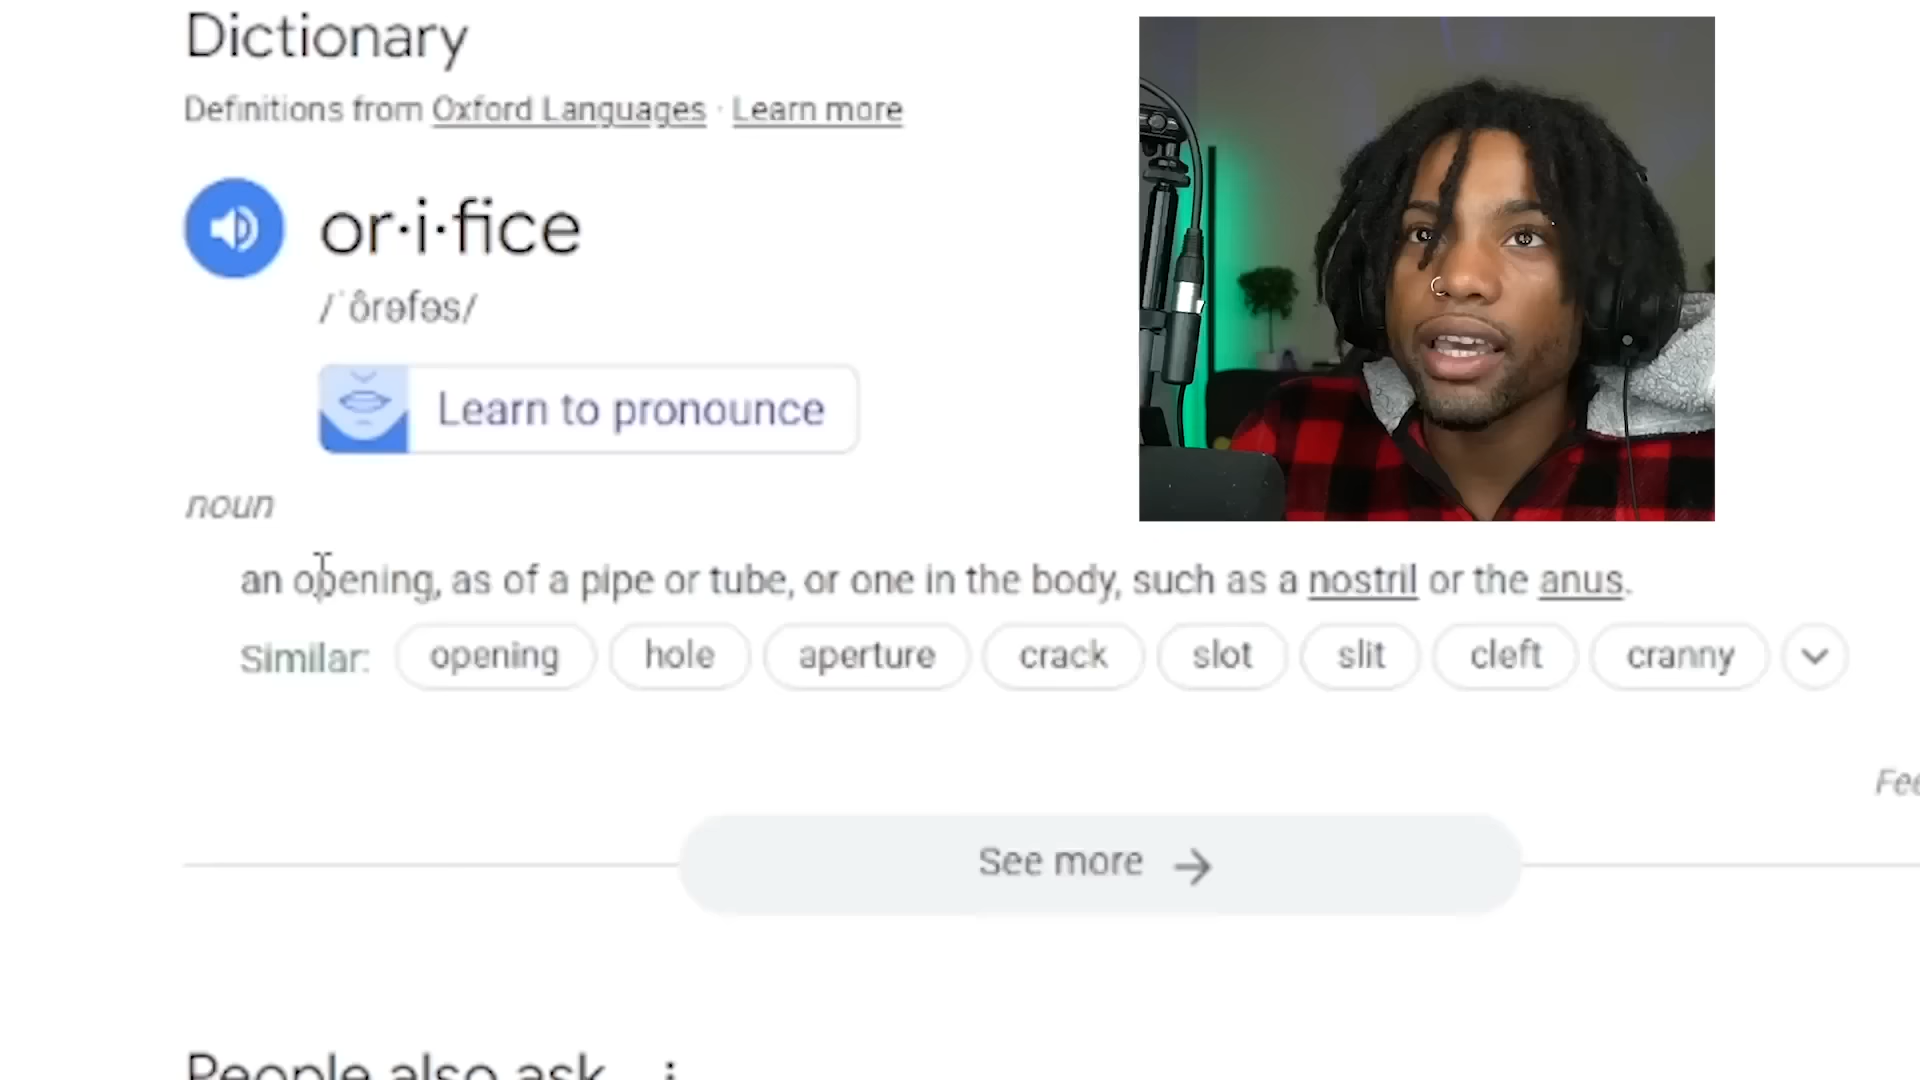 Dictionary
Definitions from Oxford Languages · Learn more
or·i·fice
/ˈôrəfəs/
Learn to pronounce
noun
an opening, as of a pipe or tube, or one in the body, such as a nostril or the anus.
Similar: opening hole aperture crack slot slit cleft cranny
See more →
People also ask